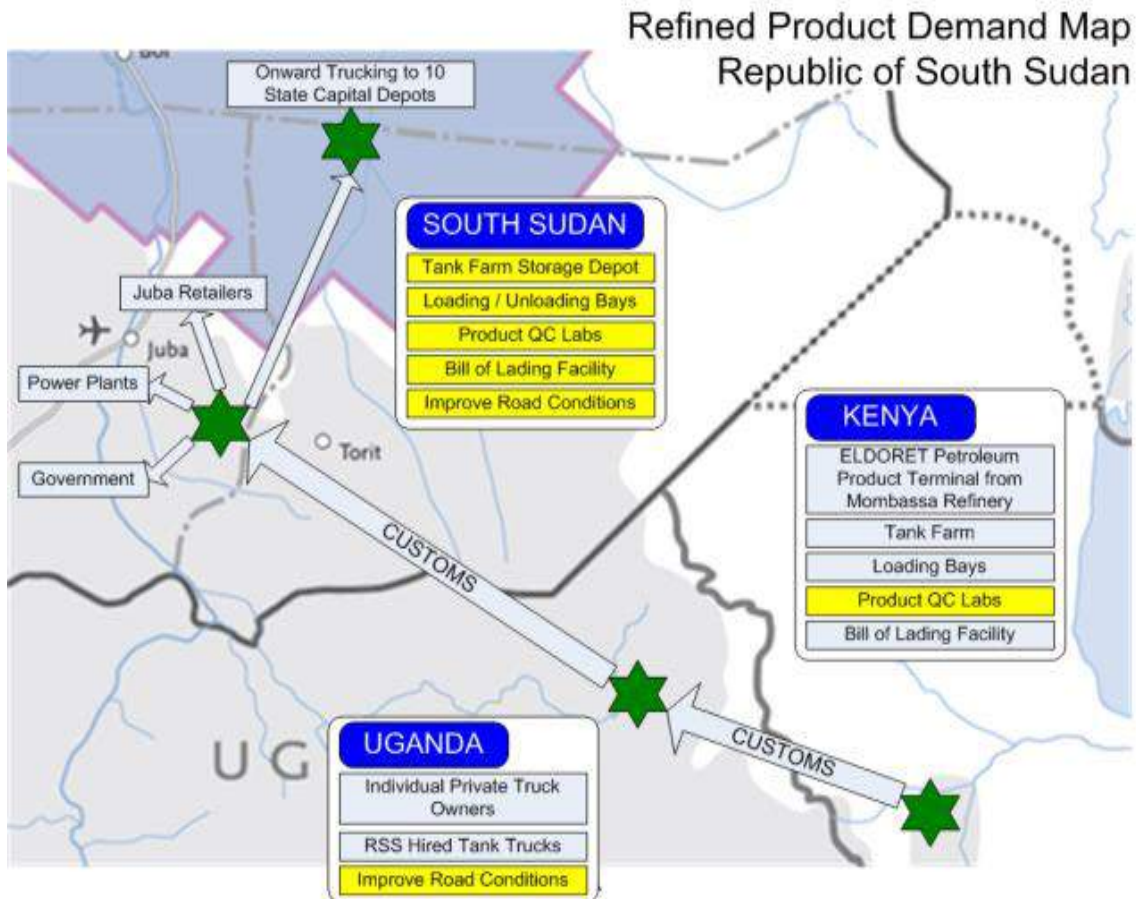 Refined Product Demand Map
Republic of South Sudan
Onward Trucking to 10
State Capital Depots
SOUTH SUDAN
Tank Farm Storage Depot
Loading / Unloading Bays
Product QC Labs
Bill of Lading Facility
Improve Road Conditions
Juba Retailers
Juba
Power Plants
Government
Torit
KENYA
ELDORET Petroleum
Product Terminal from
Mombassa Refinery
Tank Farm
Loading Bays
Product QC Labs
Bill of Lading Facility
CUSTOMS
CUSTOMS
U G
UGANDA
Individual Private Truck
Owners
RSS Hired Tank Trucks
Improve Road Conditions